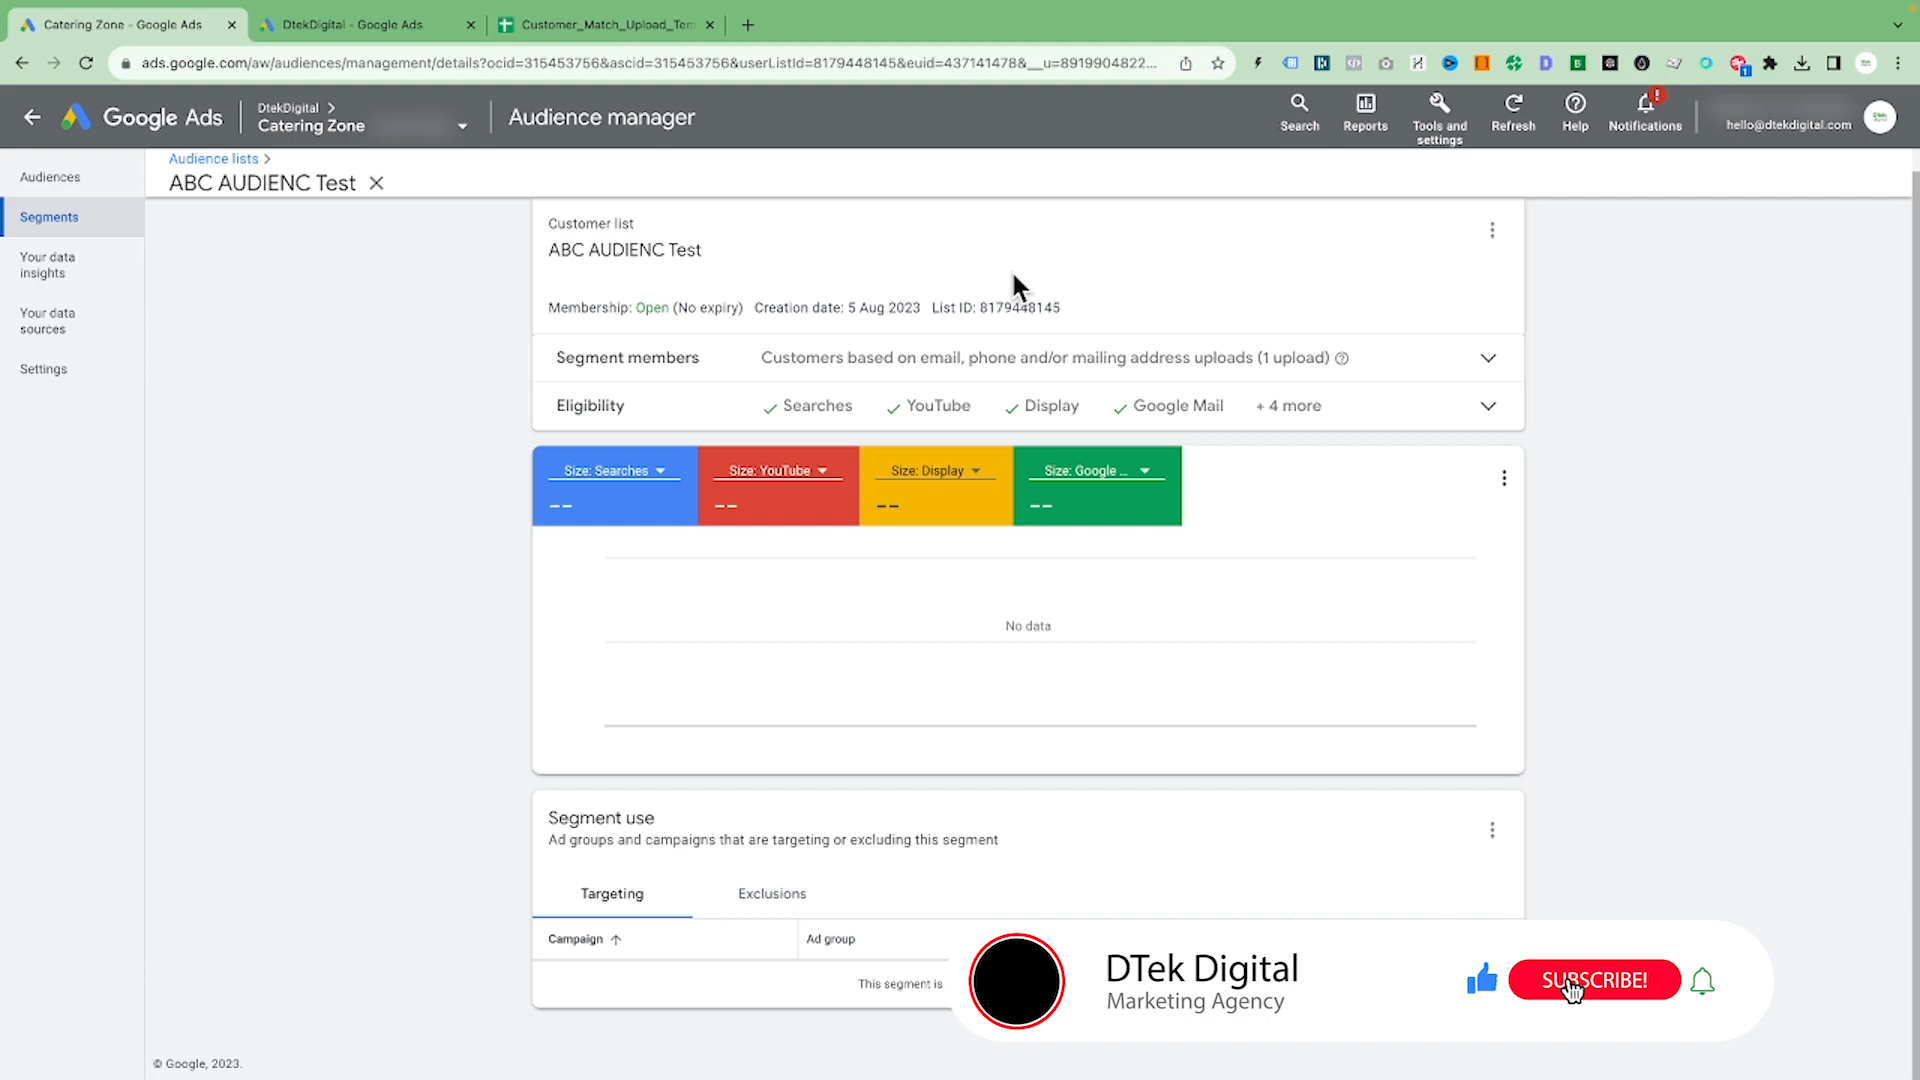 Catering Zone - Google Ads
DtekDigital - Google Ads
Customer_Match_Upload_Tem
ads.google.com/aw/audiences/management/details?ocid=315453756&ascid=315453756&userListId=8179448145&euid=437141478&__u=8919904822...
Google Ads
DtekDigital
Catering Zone
Audience manager
Search
Reports
Tools and settings
Refresh
Help
Notifications
hello@dtekdigital.com
Audience lists
ABC AUDIENC Test
Audiences
Segments
Your data insights
Your data sources
Settings
Customer list
ABC AUDIENC Test
Membership: Open (No expiry) Creation date: 5 Aug 2023 List ID: 8179448145
Segment members Customers based on email, phone and/or mailing address uploads (1 upload)
Eligibility Searches YouTube Display Google Mail + 4 more
Size: Searches
Size: YouTube
Size: Display
Size: Google ...
No data
Segment use
Ad groups and campaigns that are targeting or excluding this segment
Targeting
Exclusions
Campaign
Ad group
This segment is
DTek Digital
Marketing Agency
SUBSCRIBE!
© Google, 2023.